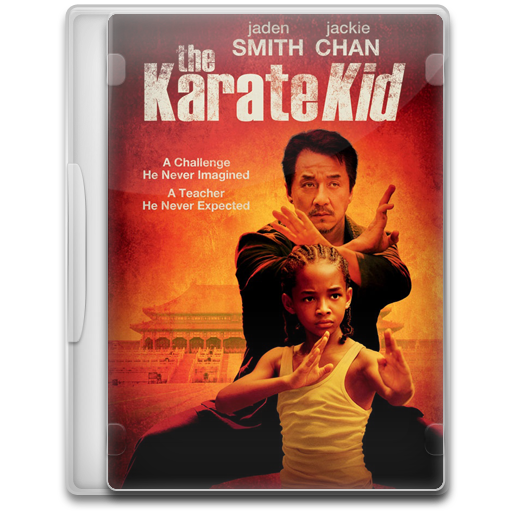 jaden jackie
SMITH CHAN
the
Karate Kid
A Challenge
He Never Imagined
A Teacher
He Never Expected